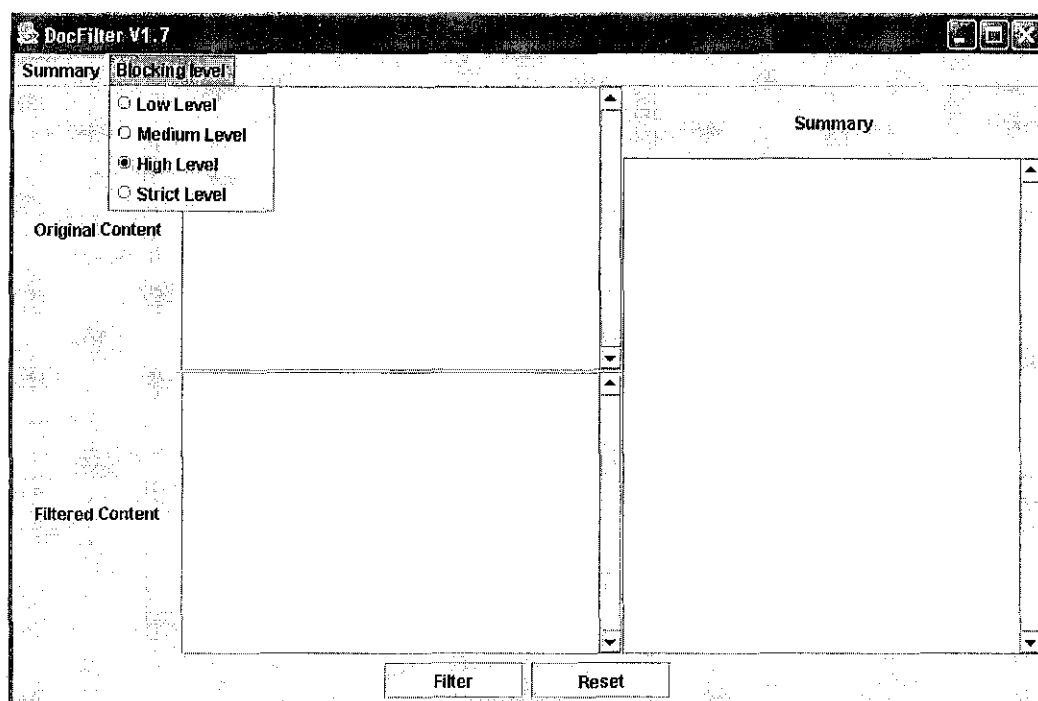 DocFilter V1.7
Summary Blocking level
Low Level
Medium Level
High Level
Strict Level
Summary
Original Content
Filtered Content
Filter Reset